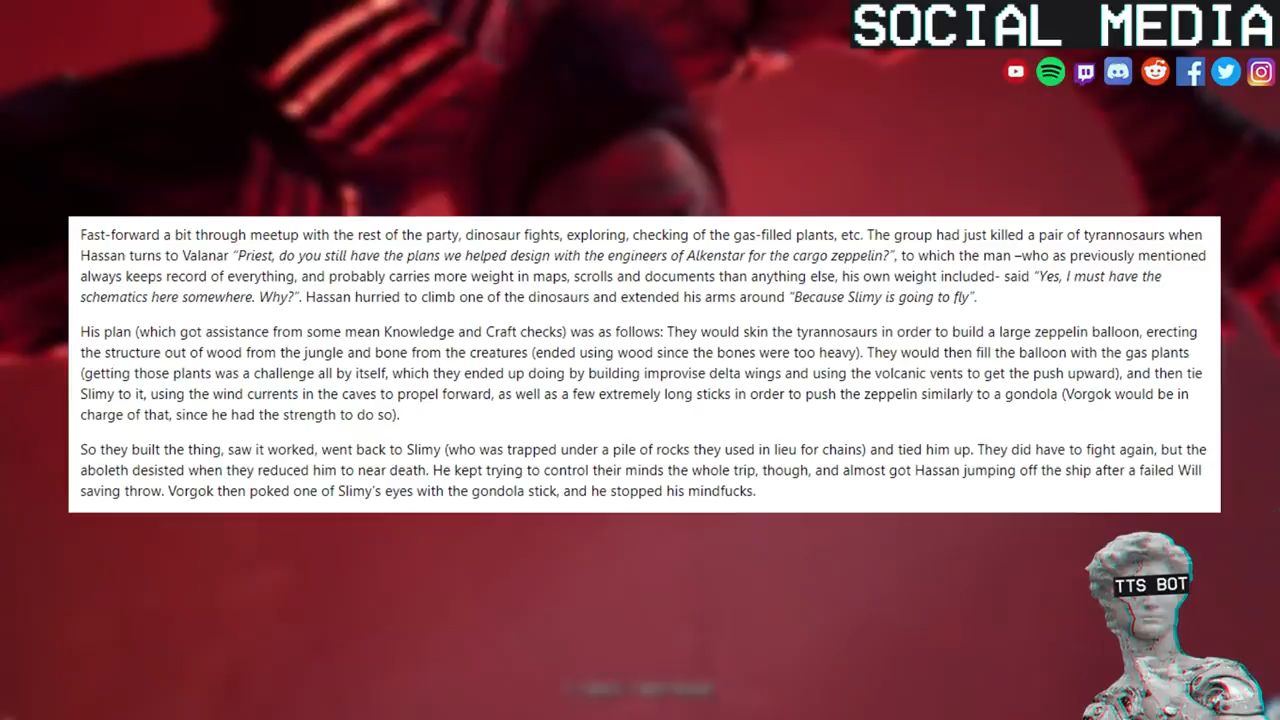 SOCIAL MEDIA
Fast-forward a bit through meetup with the rest of the party, dinosaur fights, exploring, checking of the gas-filled plants, etc. The group had just killed a pair of tyrannosaurs when
Hassan turns to Valanar “Priest, do you still have the plans we helped design with the engineers of Alkenstar for the cargo zeppelin?”, to which the man –who as previously mentioned
always keeps record of everything, and probably carries more weight in maps, scrolls and documents than anything else, his own weight included- said “Yes, I must have the
schematics here somewhere. Why?”. Hassan hurried to climb one of the dinosaurs and extended his arms around “Because Slimy is going to fly”.
His plan (which got assistance from some mean Knowledge and Craft checks) was as follows: They would skin the tyrannosaurs in order to build a large zeppelin balloon, erecting
the structure out of wood from the jungle and bone from the creatures (ended using wood since the bones were too heavy). They would then fill the balloon with the gas plants
(getting those plants was a challenge all by itself, which they ended up doing by building improvise delta wings and using the volcanic vents to get the push upward), and then tie
Slimy to it, using the wind currents in the caves to propel forward, as well as a few extremely long sticks in order to push the zeppelin similarly to a gondola (Vorgok would be in
charge of that, since he had the strength to do so).
So they built the thing, saw it worked, went back to Slimy (who was trapped under a pile of rocks they used in lieu for chains) and tied him up. They did have to fight again, but the
aboleth desisted when they reduced him to near death. He kept trying to control their minds the whole trip, though, and almost got Hassan jumping off the ship after a failed Will
saving throw. Vorgok then poked one of Slimy’s eyes with the gondola stick, and he stopped his mindfucks.
TTS BOT